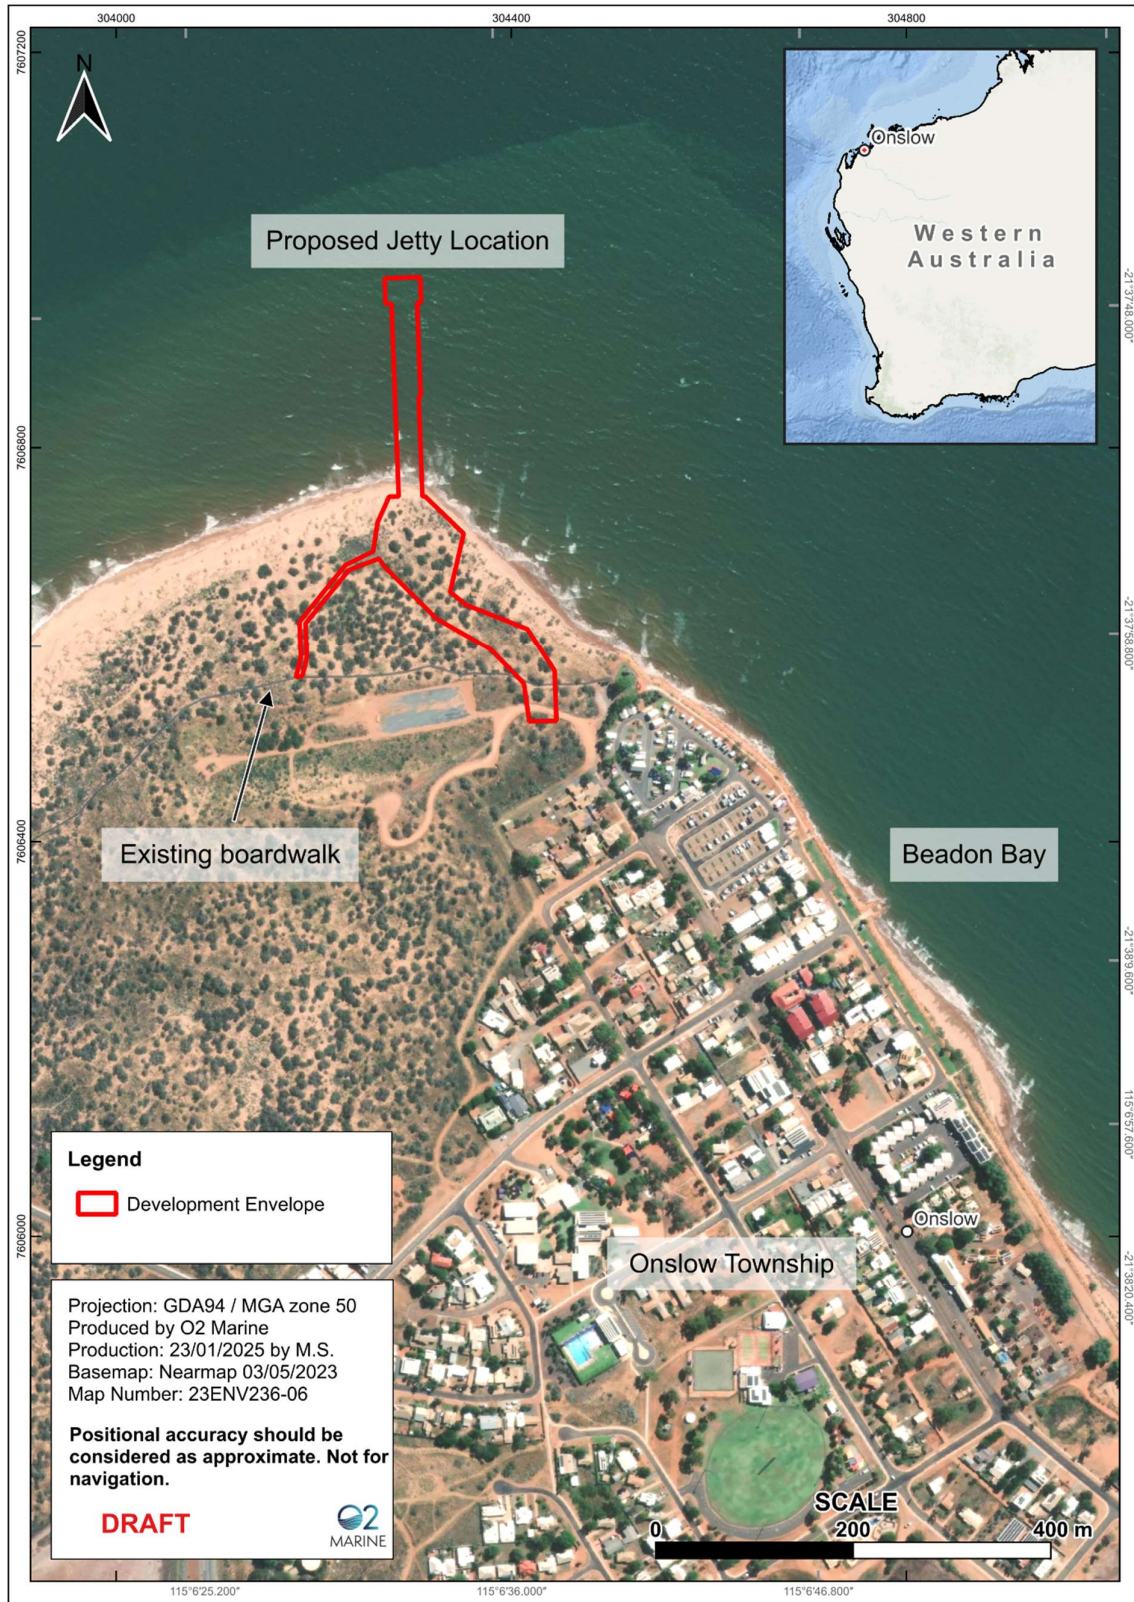 304000
304400
304800
7607200
N
Onslow
Western
Australia
Proposed Jetty Location
-21°37'48.000"
7606800
-21°37'58.800"
Existing boardwalk
7606400
Beadon Bay
-21°38'9.600"
115°6'57.600"
Legend
Development Envelope
7606000
Onslow
Onslow Township
-21°38'20.400"
Projection: GDA94 / MGA zone 50
Produced by O2 Marine
Production: 23/01/2025 by M.S.
Basemap: Nearmap 03/05/2023
Map Number: 23ENV236-06
Positional accuracy should be
considered as approximate. Not for
navigation.
DRAFT
O2
MARINE
SCALE
0 200 400 m
115°6'25.200"
115°6'36.000"
115°6'46.800"